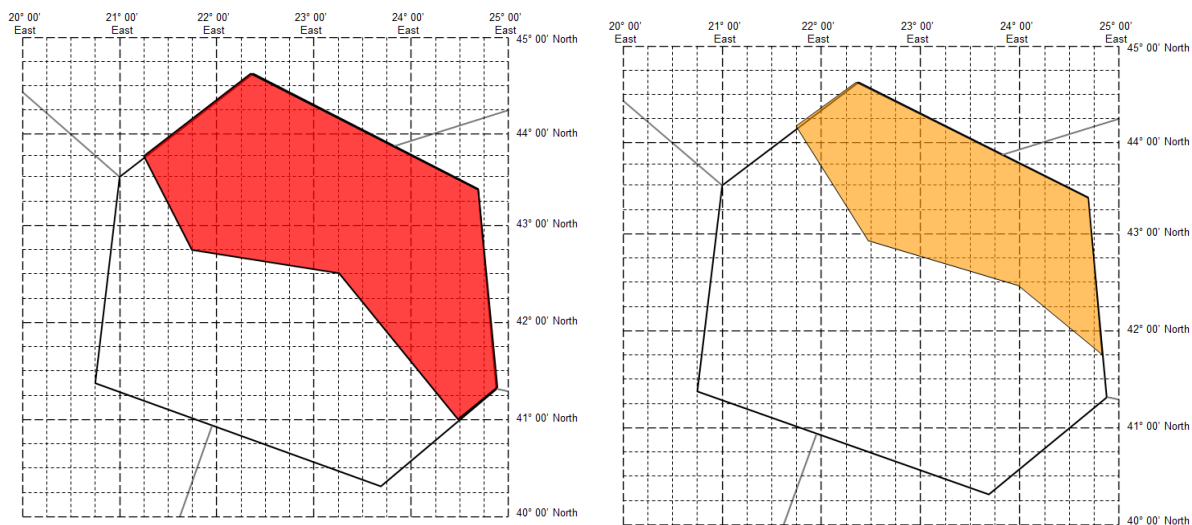 20° 00' East
21° 00' East
22° 00' East
23° 00' East
24° 00' East
25° 00' East
45° 00' North
44° 00' North
43° 00' North
42° 00' North
41° 00' North
40° 00' North
20° 00' East
21° 00' East
22° 00' East
23° 00' East
24° 00' East
25° 00' East
45° 00' North
44° 00' North
43° 00' North
42° 00' North
41° 00' North
40° 00' North